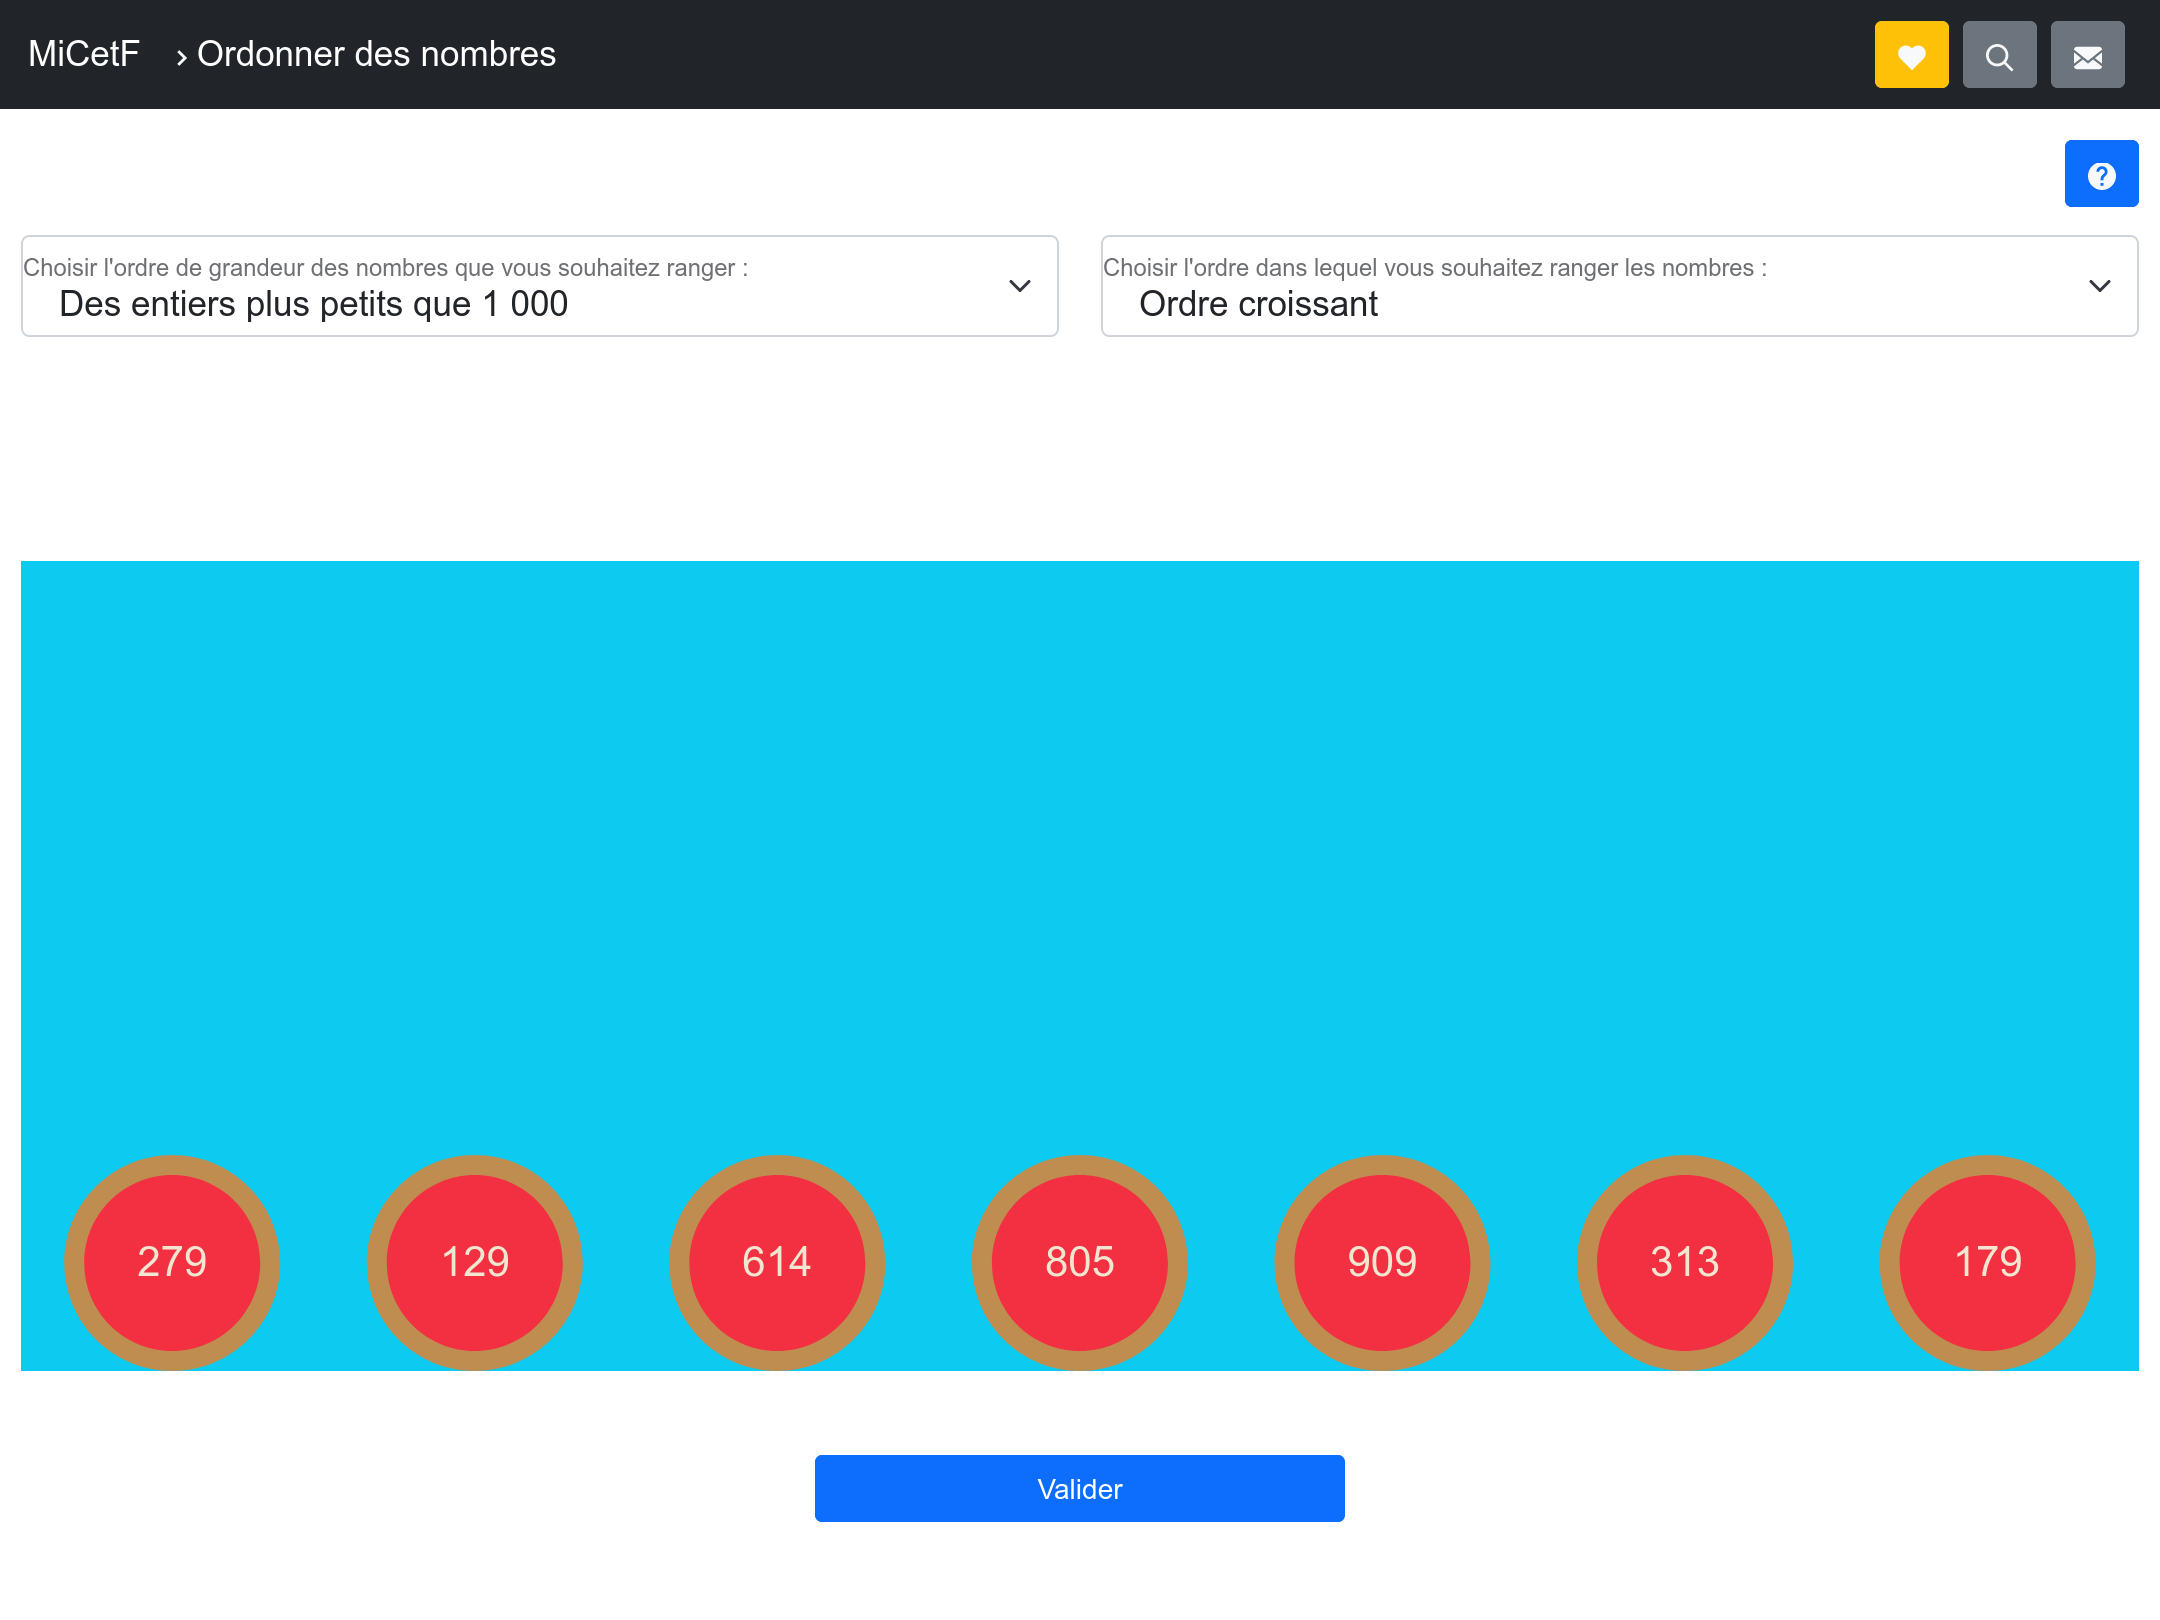 MiCetF › Ordonner des nombres
Choisir l'ordre de grandeur des nombres que vous souhaitez ranger :
Des entiers plus petits que 1 000
Choisir l'ordre dans lequel vous souhaitez ranger les nombres :
Ordre croissant
279 129 614 805 909 313 179
Valider